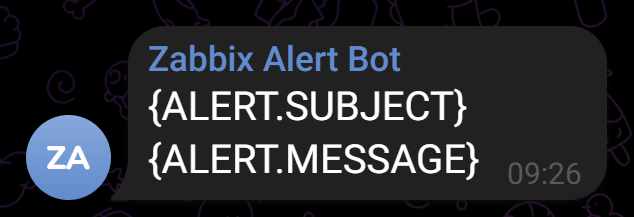 Zabbix Alert Bot
{ALERT.SUBJECT}
{ALERT.MESSAGE}
ZA
09:26